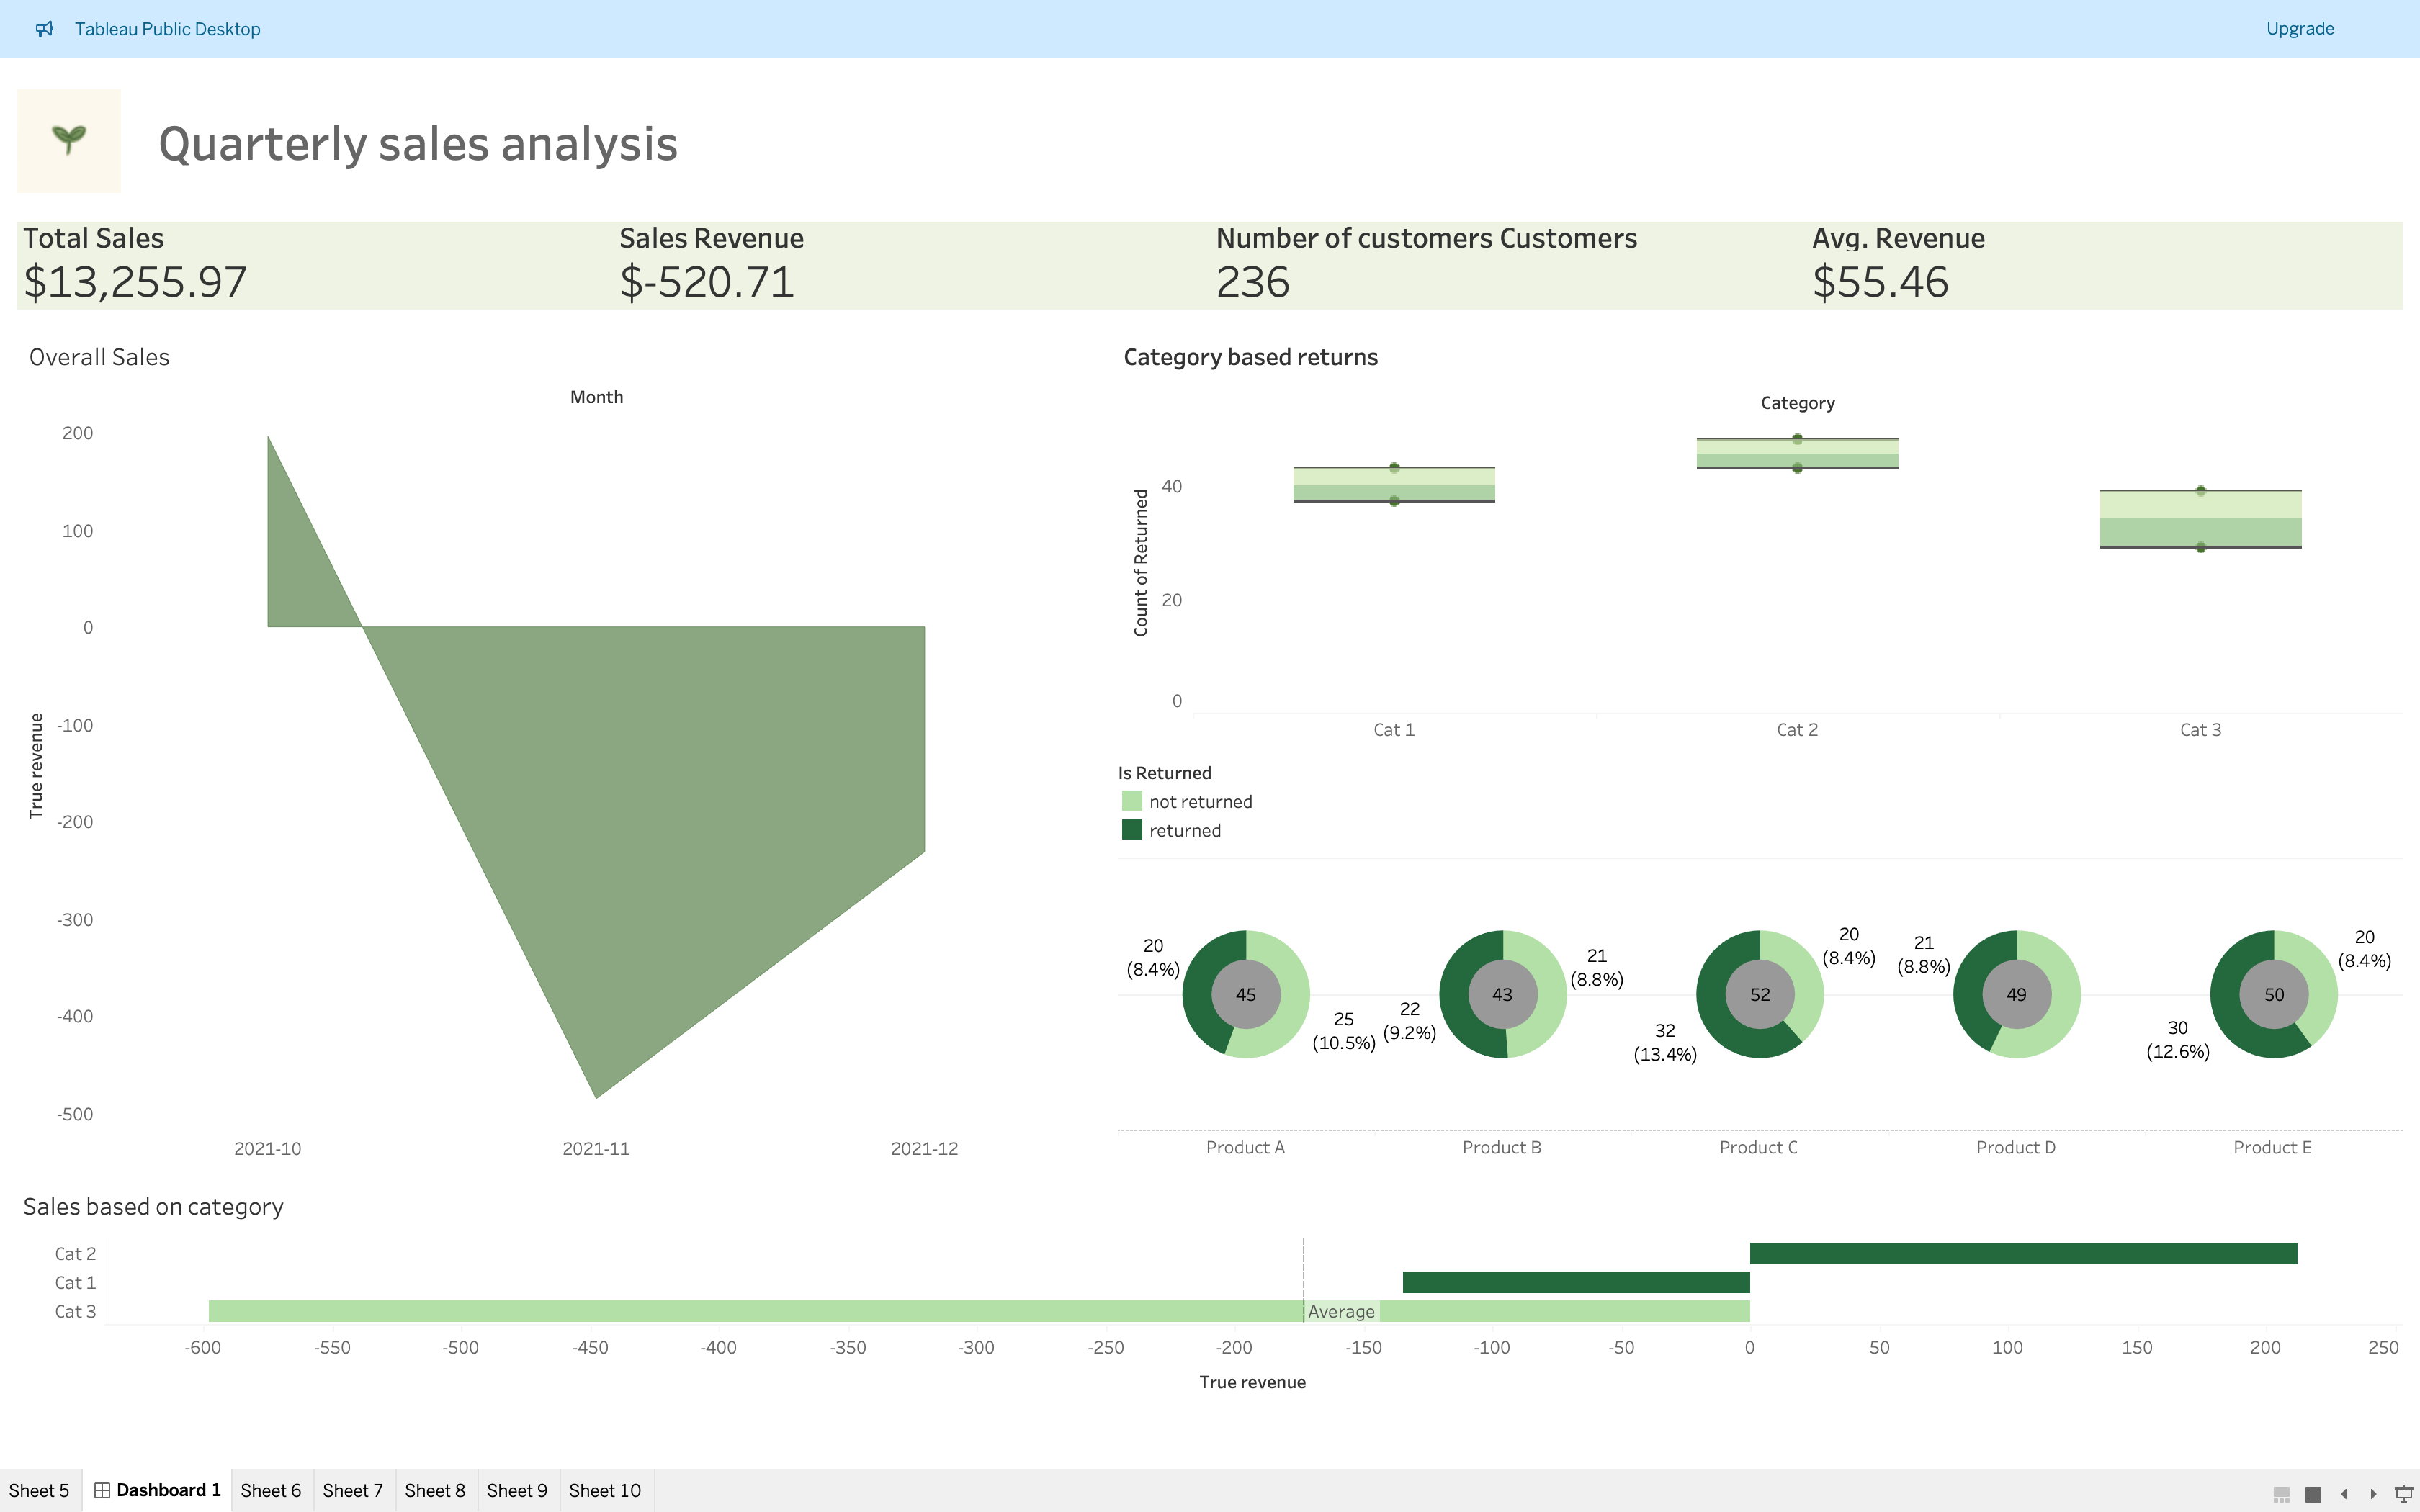 Tableau Public Desktop
Upgrade
Quarterly sales analysis
Total Sales
$13,255.97
Sales Revenue
$-520.71
Number of customers Customers
236
Avg. Revenue
$55.46
Overall Sales
Month
200
100
0
-100
-200
-300
-400
-500
True revenue
2021-10
2021-11
2021-12
Category based returns
Category
Count of Returned
40
20
0
Cat 1
Cat 2
Cat 3
Is Returned
not returned
returned
20
(8.4%)
45
25
(10.5%)
22
(9.2%)
43
21
(8.8%)
32
(13.4%)
52
20
(8.4%)
21
(8.8%)
49
30
(12.6%)
50
20
(8.4%)
Product A
Product B
Product C
Product D
Product E
Sales based on category
Cat 2
Cat 1
Cat 3
Average
-600
-550
-500
-450
-400
-350
-300
-250
-200
-150
-100
-50
0
50
100
150
200
250
True revenue
Sheet 5
Dashboard 1
Sheet 6
Sheet 7
Sheet 8
Sheet 9
Sheet 10